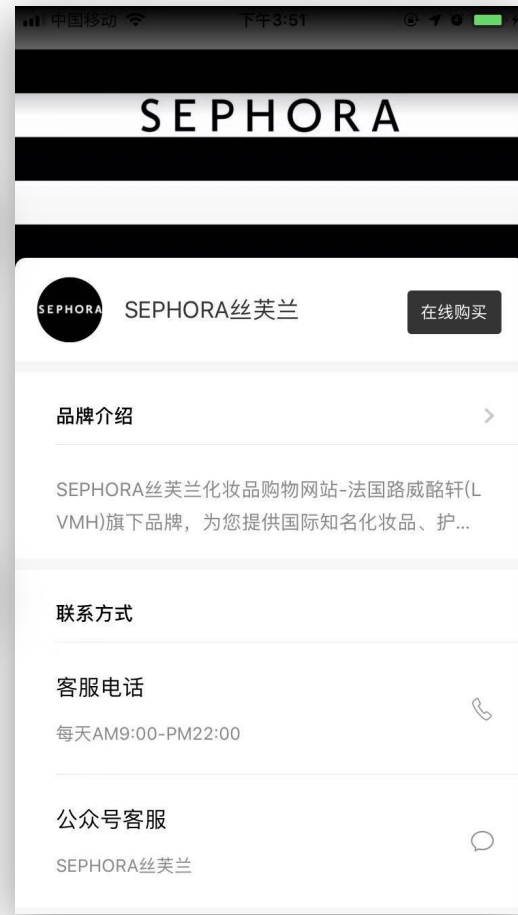 中国移动 下午3:51
SEPHORA
SEPHORA SEPHORA丝芙兰 在线购买
品牌介绍
SEPHORA丝芙兰化妆品购物网站-法国路威酩轩(L
VMH)旗下品牌，为您提供国际知名化妆品、护...
联系方式
客服电话
每天AM9:00-PM22:00
公众号客服
SEPHORA丝芙兰